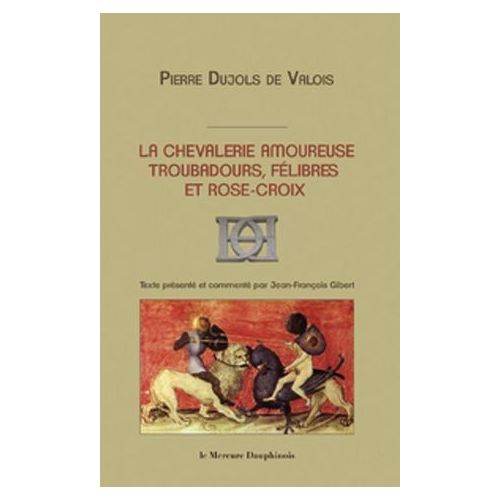 Pierre Dujols de Valois
LA CHEVALERIE AMOUREUSE
TROUBADOURS, FÉLIBRES
ET ROSE-CROIX
Texte présenté et commenté par Jean-François Gibert
le Mercure Dauphinois